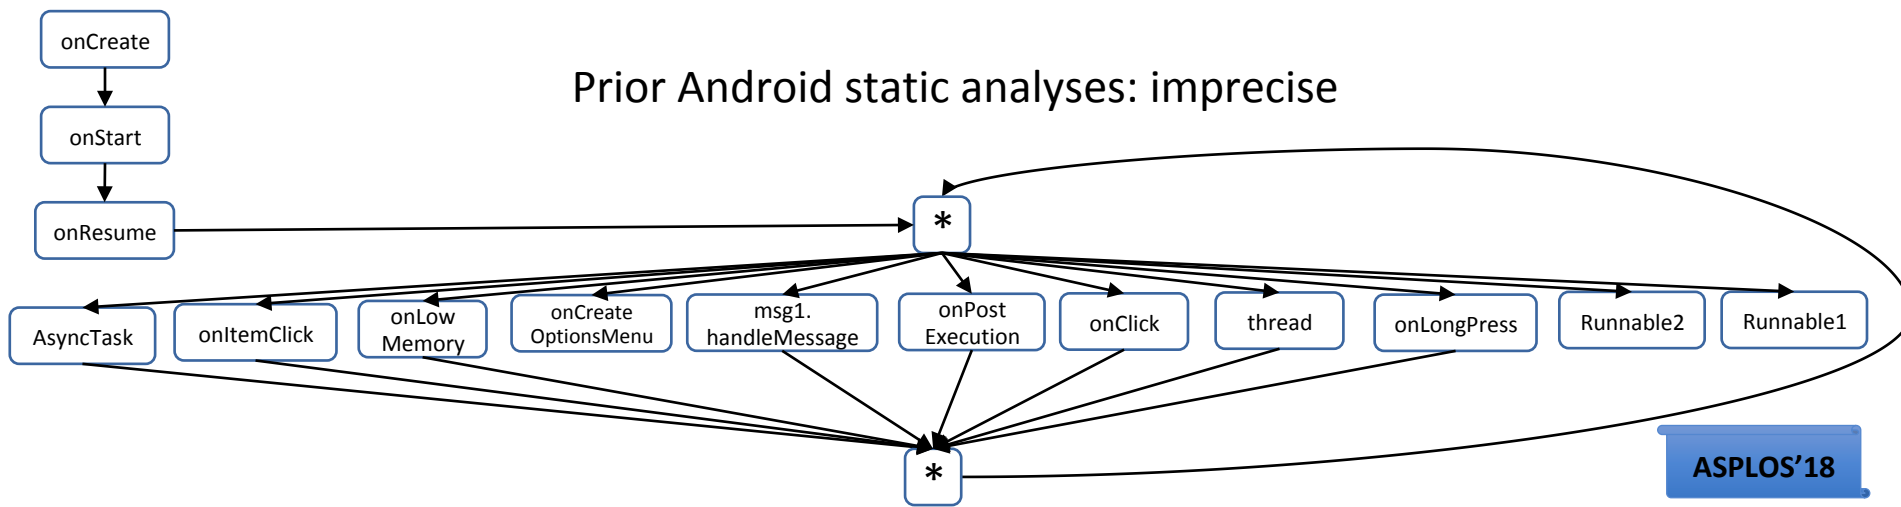 onCreate
Prior Android static analyses: imprecise
onStart
onResume
*
AsyncTask
onItemClick
onLow
Memory
onCreate
OptionsMenu
msg1.
handleMessage
onPost
Execution
onClick
thread
onLongPress
Runnable2
Runnable1
*
ASPLOS’18